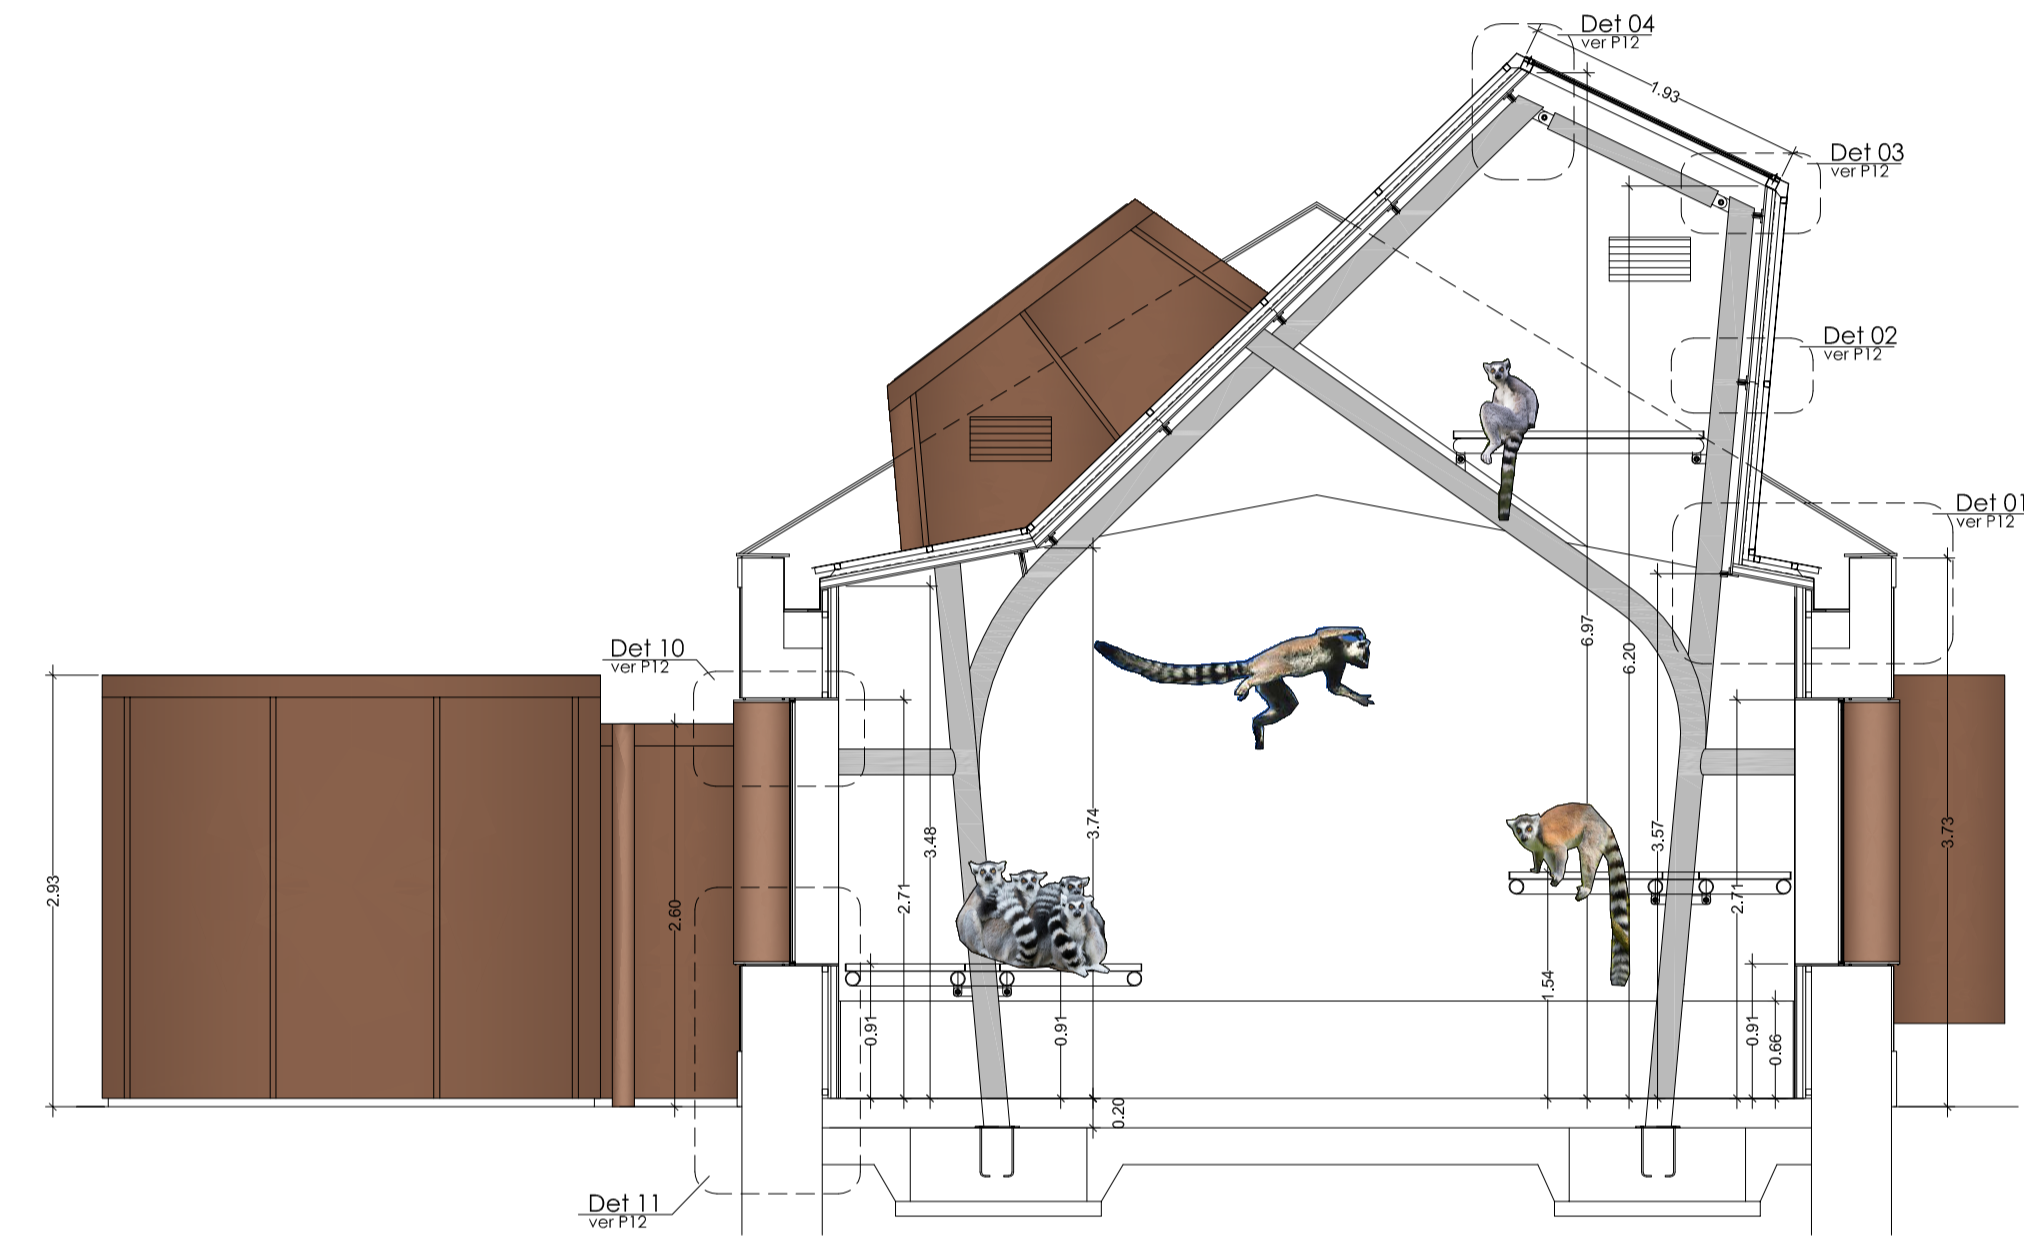 Det 04
ver P12
1.93
Det 03
ver P12
Det 02
ver P12
Det 01
ver P12
6.97
6.20
Det 10
ver P12
2.93
2.60
2.71
3.48
3.74
3.57
2.71
3.73
0.91
0.91
1.54
0.91
0.66
0.20
Det 11
ver P12